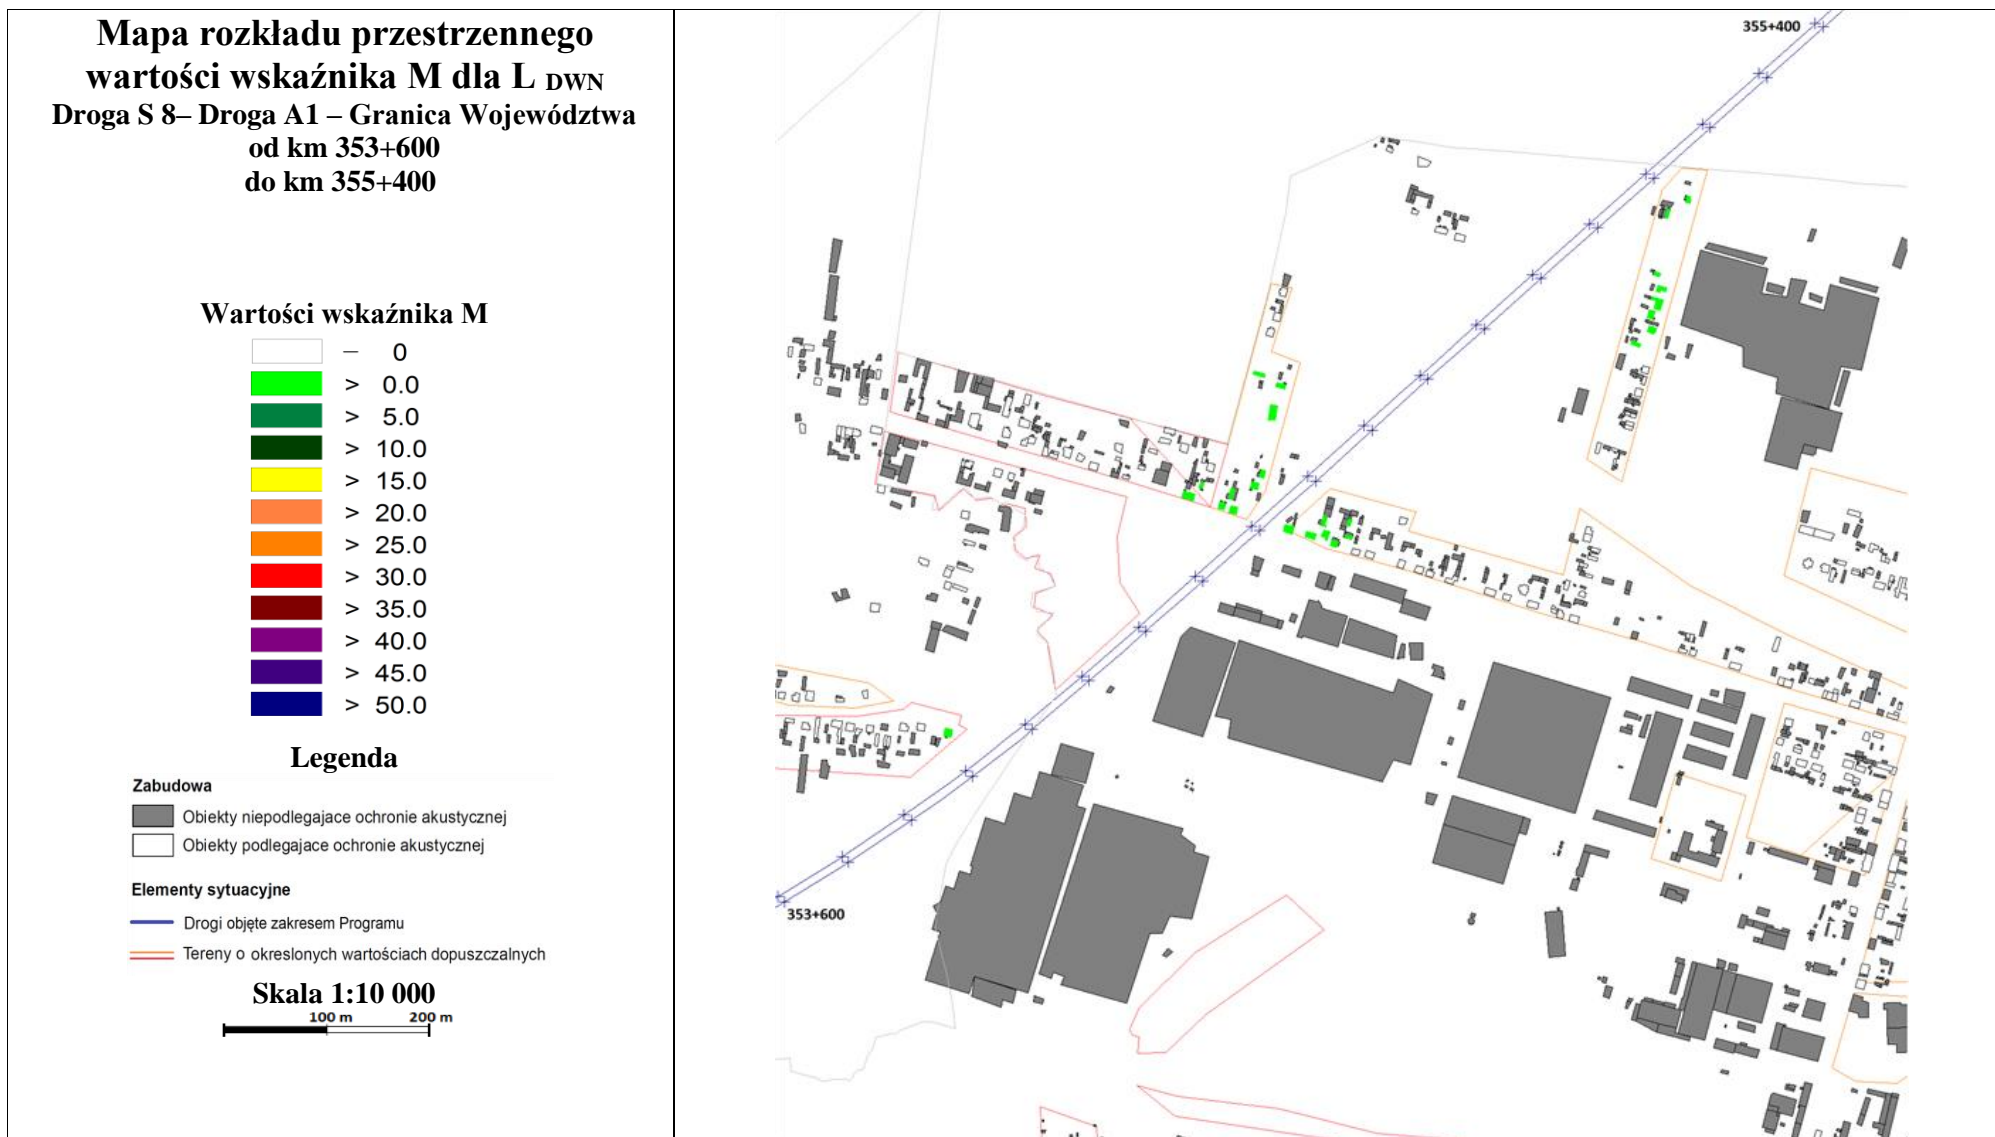 Mapa rozkładu przestrzennego
wartości wskaźnika M dla L DWN
Droga S 8– Droga A1 – Granica Województwa
od km 353+600
do km 355+400
Wartości wskaźnika M
– 0
> 0.0
> 5.0
> 10.0
> 15.0
> 20.0
> 25.0
> 30.0
> 35.0
> 40.0
> 45.0
> 50.0
Legenda
Zabudowa
Obiekty niepodlegajace ochronie akustycznej
Obiekty podlegajace ochronie akustycznej
Elementy sytuacyjne
Drogi objęte zakresem Programu
Tereny o okreslonych wartościach dopuszczalnych
Skala 1:10 000
100 m 200 m
355+400
353+600